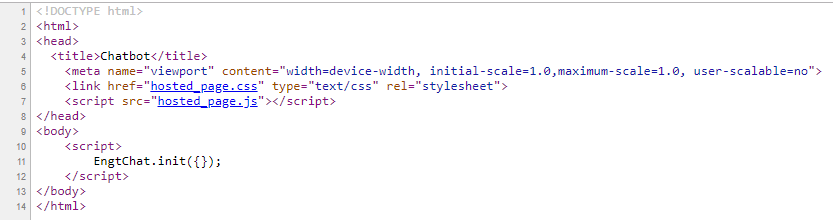 1 <!DOCTYPE html>
2 <html>
3 <head>
4 <title>Chatbot</title>
5 <meta name="viewport" content="width=device-width, initial-scale=1.0,maximum-scale=1.0, user-scalable=no">
6 <link href="hosted_page.css" type="text/css" rel="stylesheet">
7 <script src="hosted_page.js"></script>
8 </head>
9 <body>
10 <script>
11 EngtChat.init({});
12 </script>
13 </body>
14 </html>